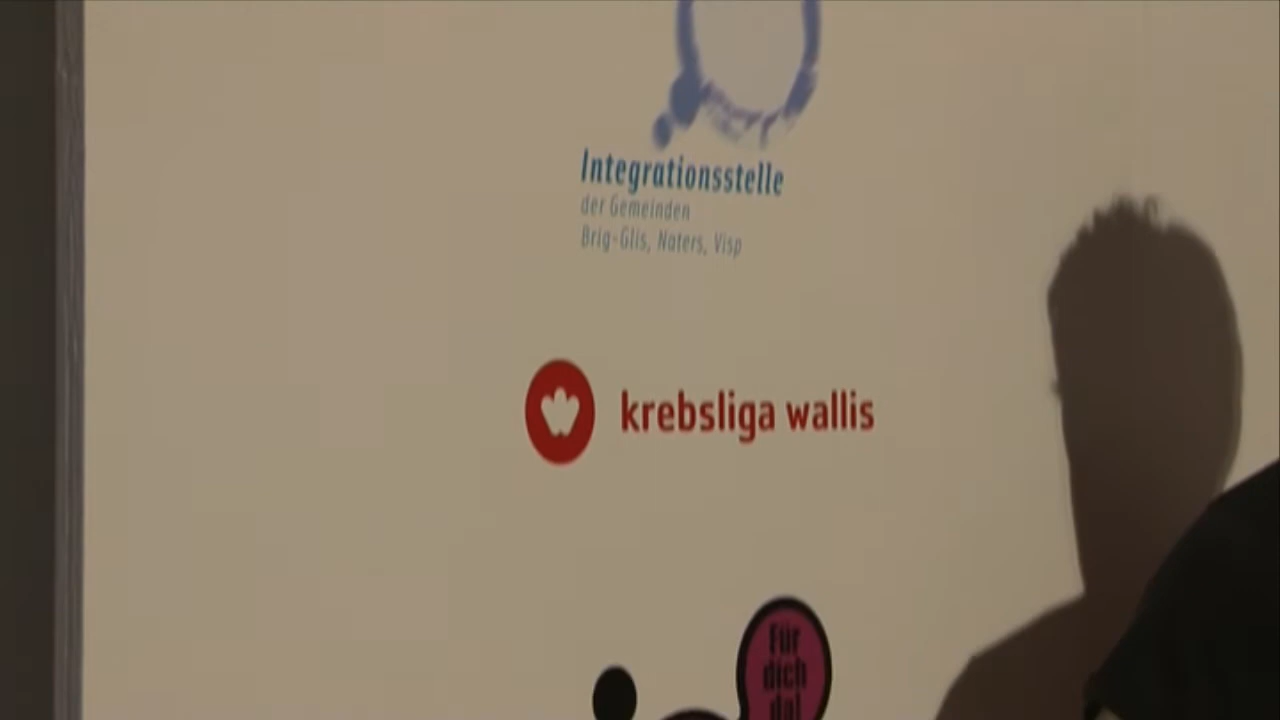 Integrationsstelle
der Gemeinden
Brig-Glis, Naters, Visp
krebsliga wallis
Für
dich
da!